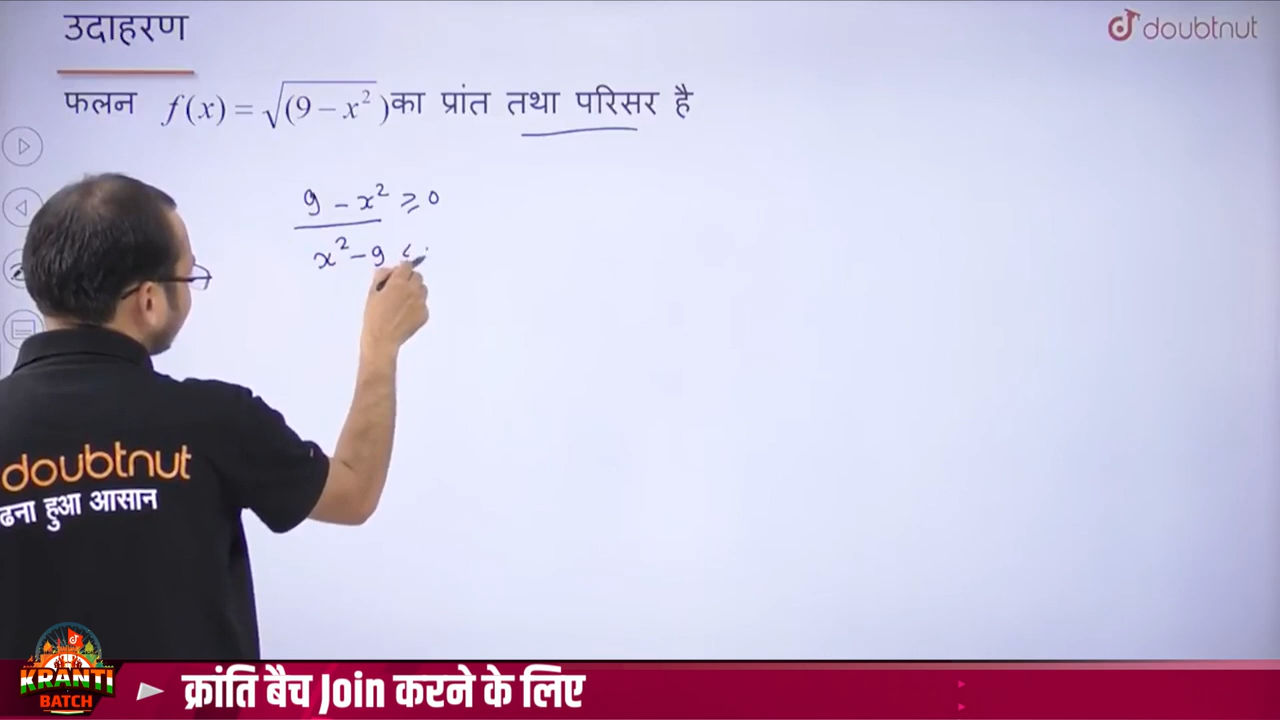 उदाहरण
doubtnut
फलन f(x) = √(9 − x²) का प्रांत तथा परिसर है
9 − x² ≥ 0
x² − 9 <
doubtnut
ढना हुआ आसान
KRANTI
BATCH
क्रांति बैच Join करने के लिए